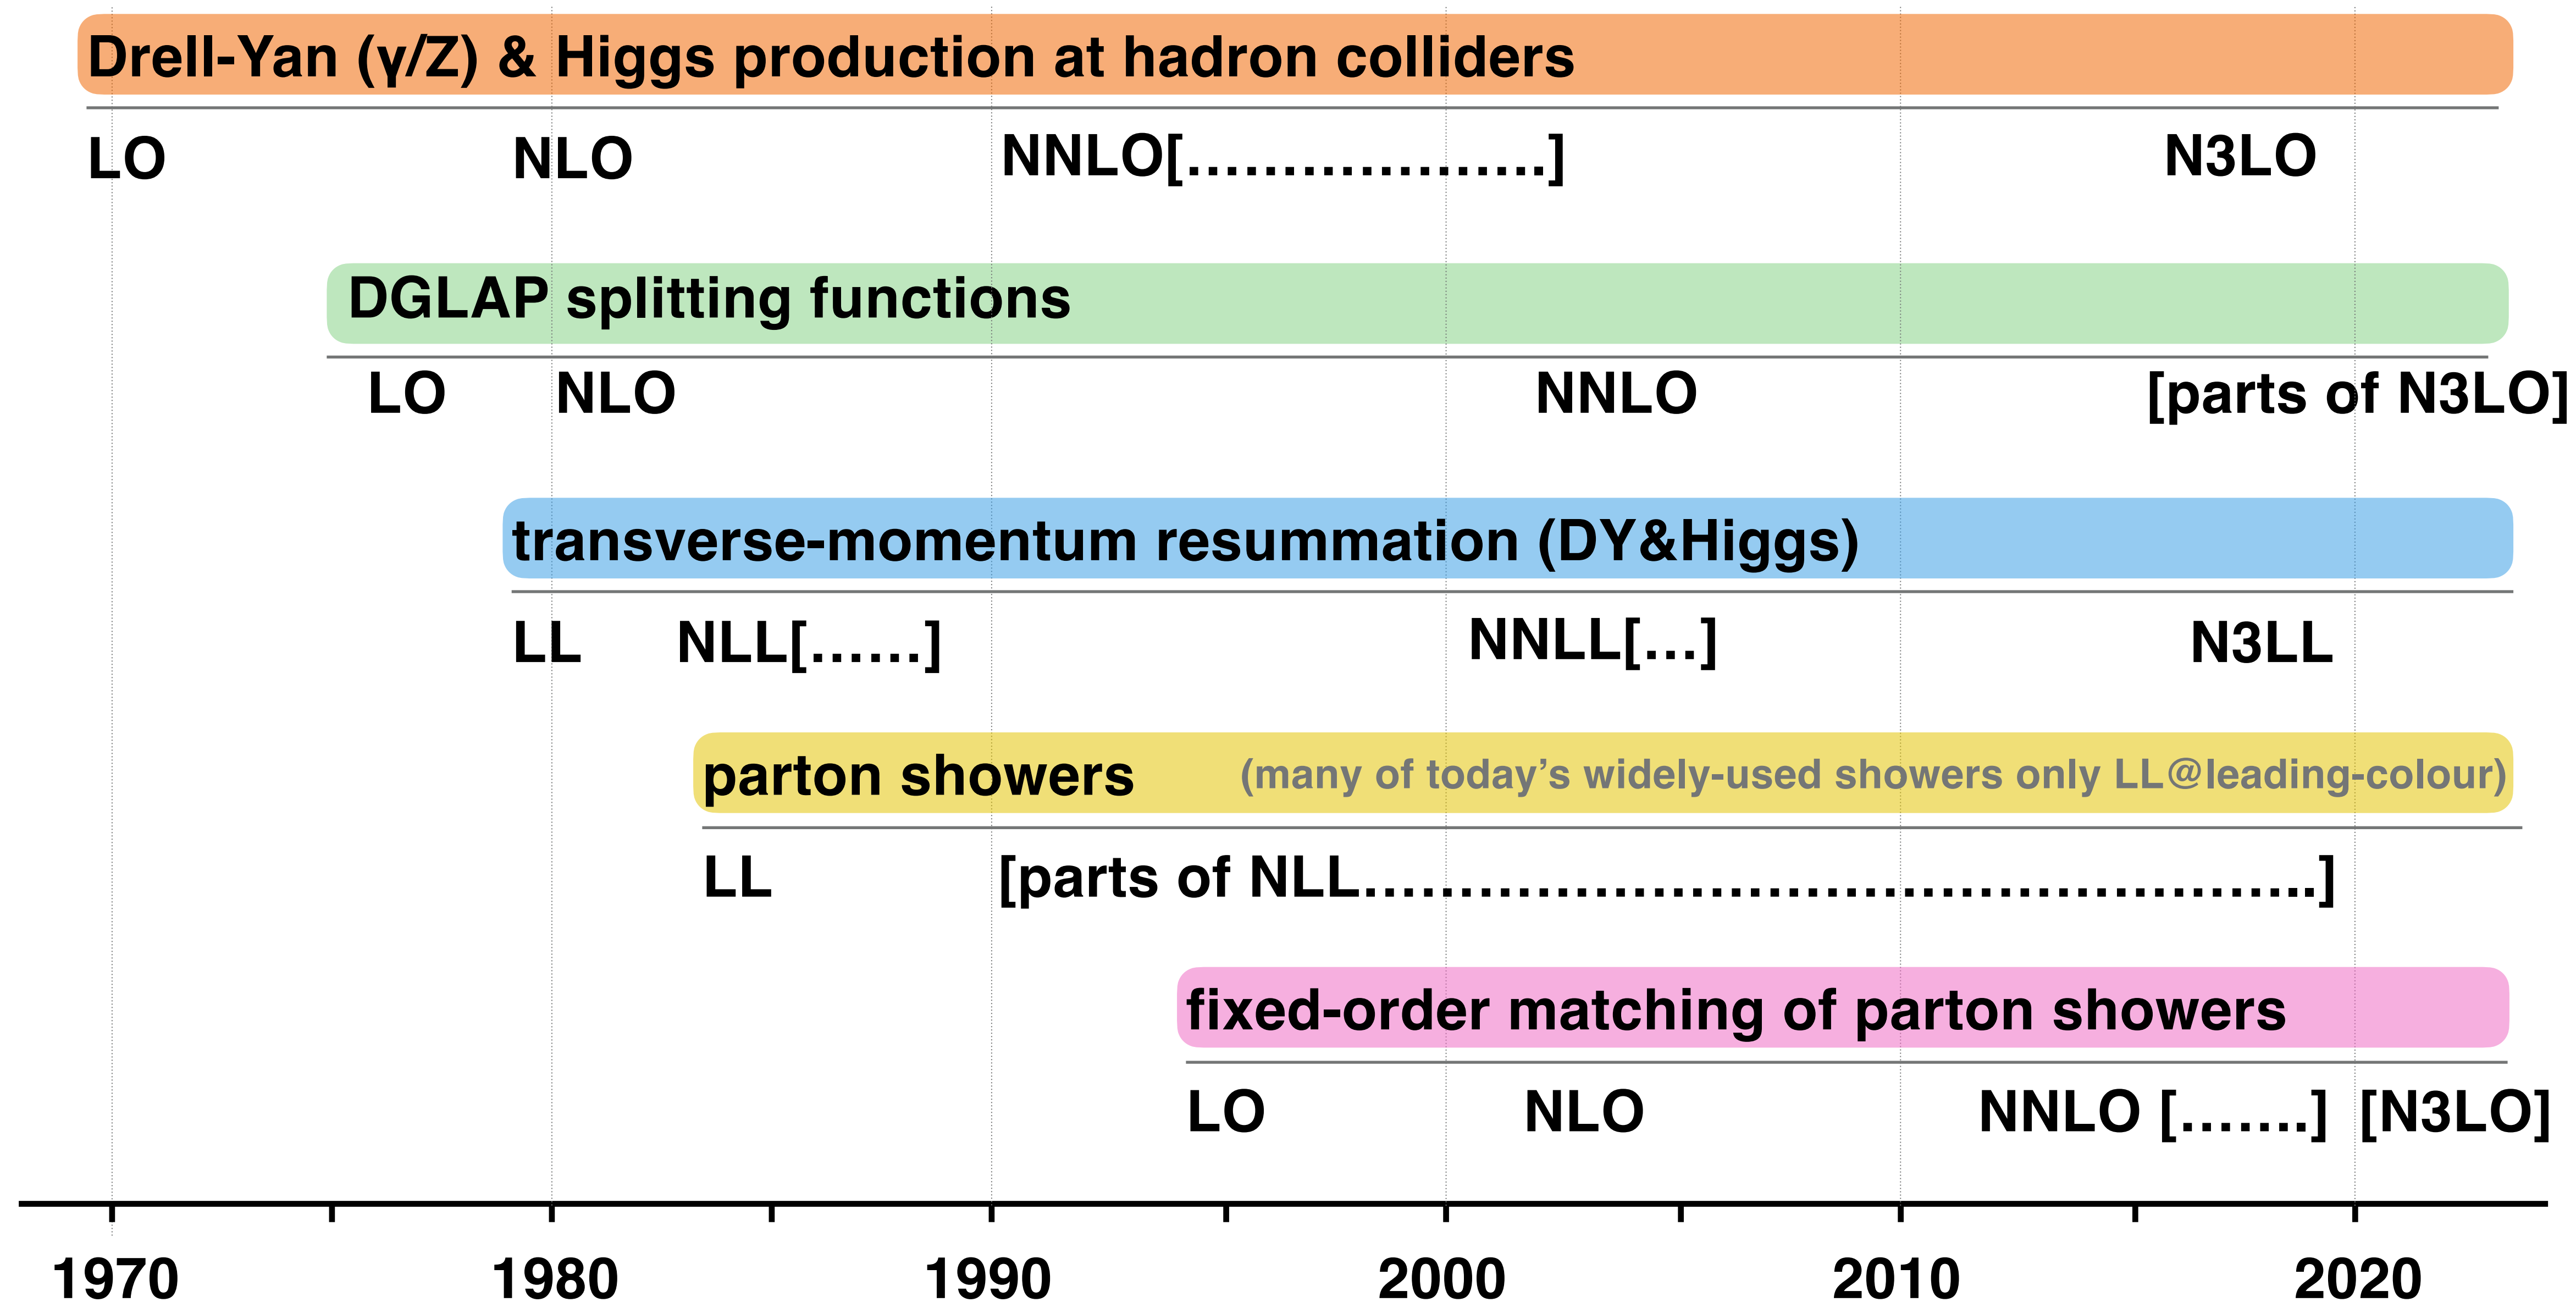 Drell-Yan (γ/Z) & Higgs production at hadron colliders
LO NLO NNLO[………………..] N3LO
DGLAP splitting functions
LO NLO NNLO [parts of N3LO]
transverse-momentum resummation (DY&Higgs)
LL NLL[……] NNLL[…] N3LL
parton showers (many of today’s widely-used showers only LL@leading-colour)
LL [parts of NLL…………………………………………...]
fixed-order matching of parton showers
LO NLO NNLO […….] [N3LO]
1970 1980 1990 2000 2010 2020